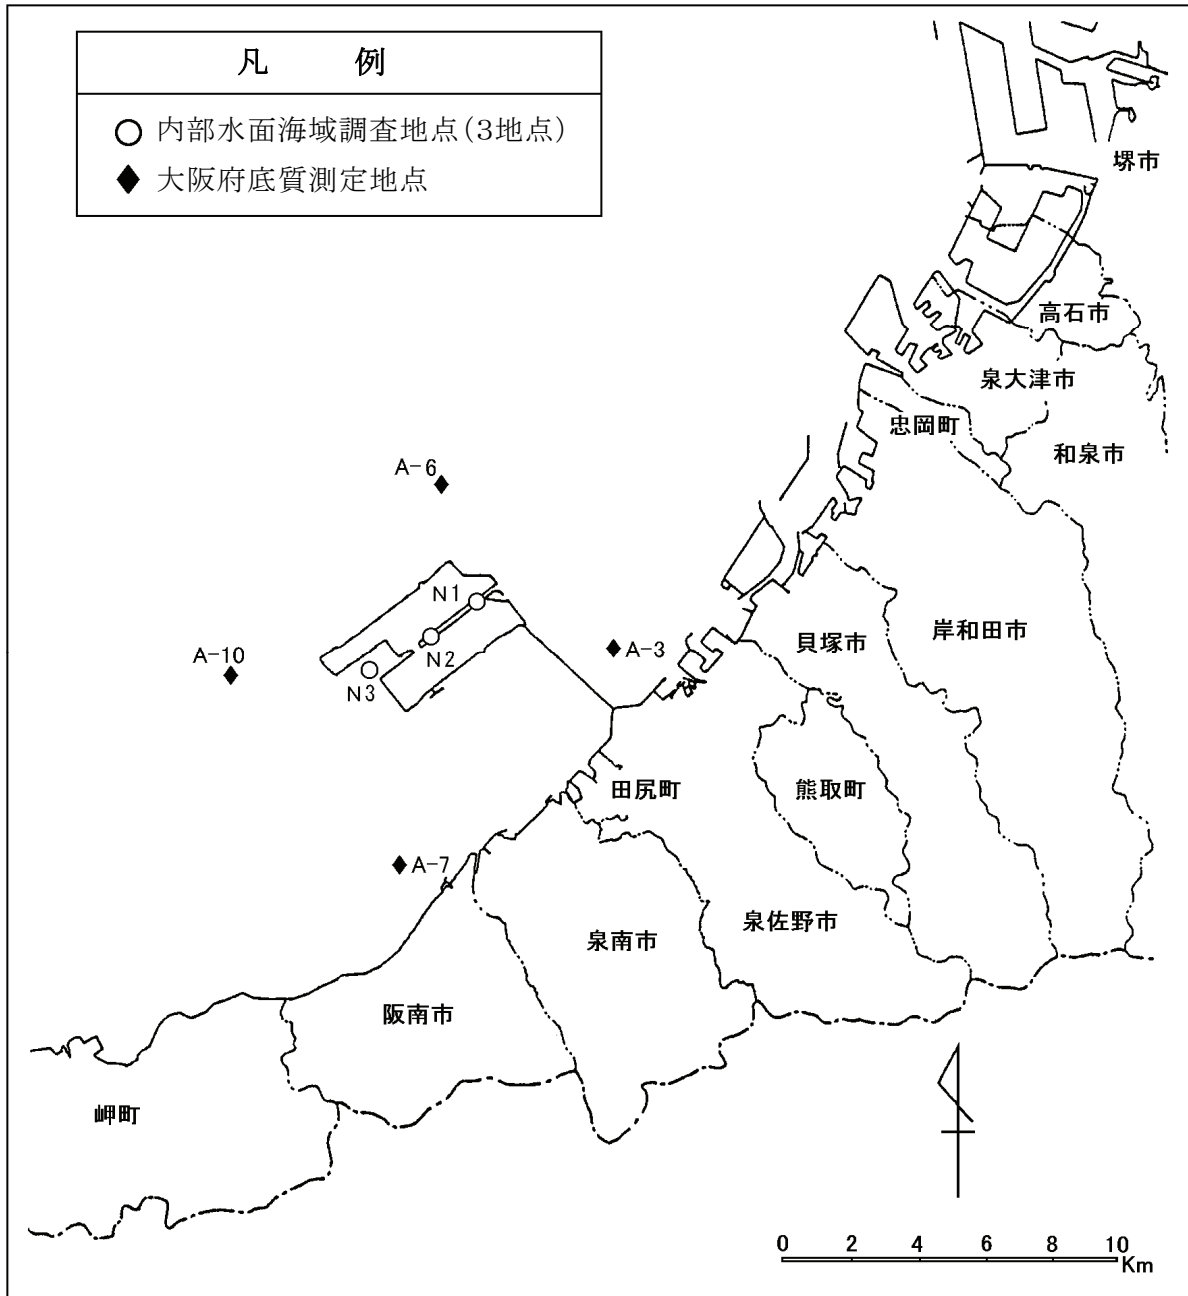 凡 例
○ 内部水面海域調査地点(3地点)
◆ 大阪府底質測定地点
堺市
高石市
泉大津市
忠岡町
和泉市
A-6
N1
N2
N3
A-10
A-3
貝塚市
岸和田市
田尻町
熊取町
A-7
泉南市
泉佐野市
阪南市
岬町
0 2 4 6 8 10
Km